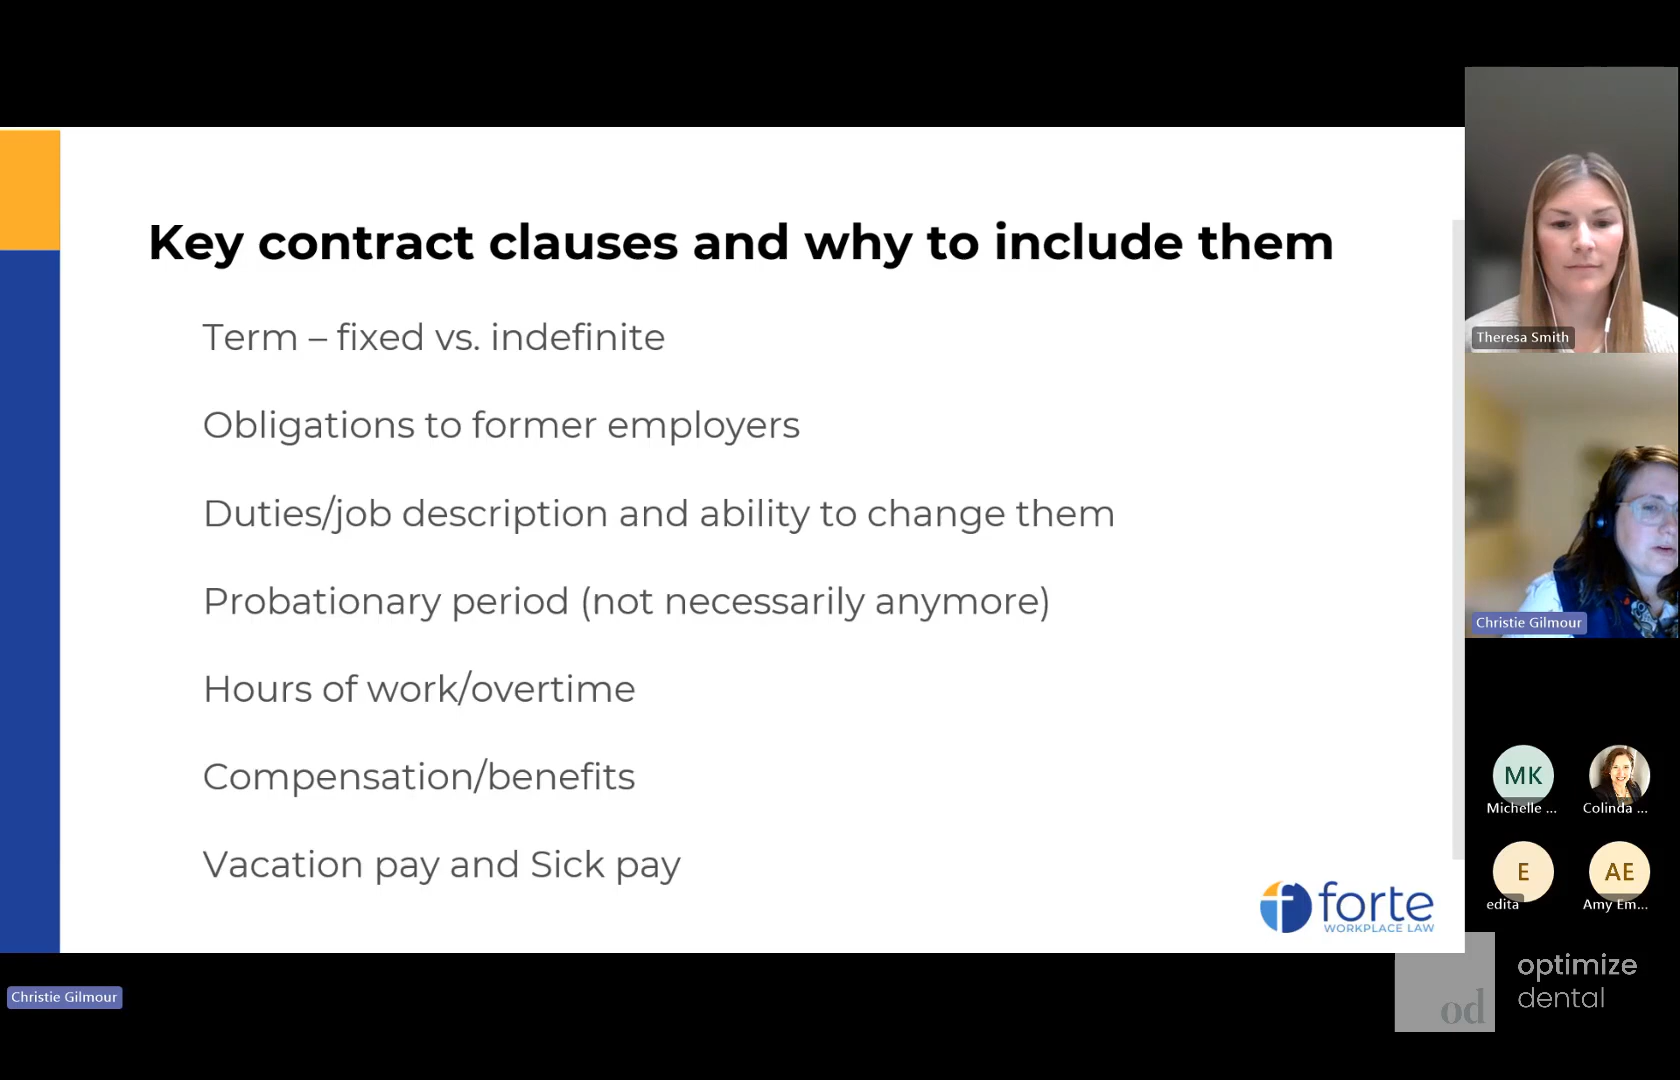 Key contract clauses and why to include them
Term – fixed vs. indefinite
Obligations to former employers
Duties/job description and ability to change them
Probationary period (not necessarily anymore)
Hours of work/overtime
Compensation/benefits
Vacation pay and Sick pay
forte
WORKPLACE LAW
Theresa Smith
Christie Gilmour
MK
Michelle ...
Colinda ...
E
edita
AE
Amy Em...
od
optimize
dental
Christie Gilmour